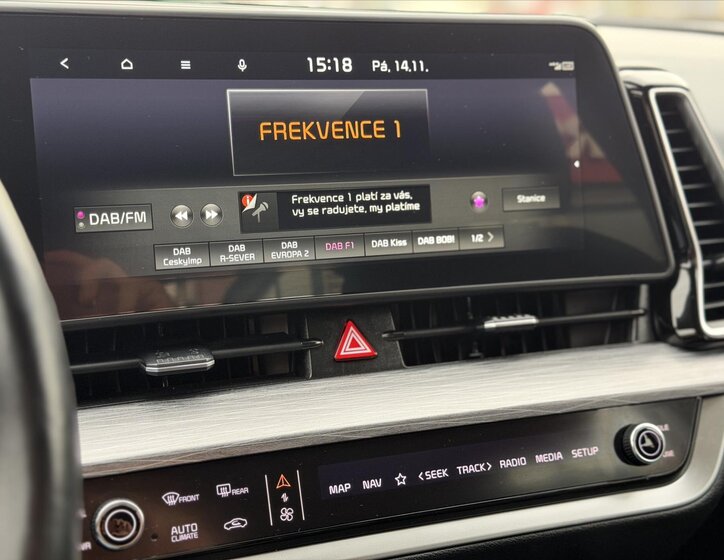 15:18 Pá, 14.11.
FREKVENCE 1
Frekvence 1 platí za vás,
vy se radujete, my platíme
DAB/FM
Stanice
DAB
CeskyImp
DAB
R-SEVER
DAB
EVROPA 2
DAB F1
DAB Kiss
DAB BOB!
1/2
FRONT
REAR
AUTO
CLIMATE
MAP
NAV
< SEEK
TRACK >
RADIO
MEDIA
SETUP